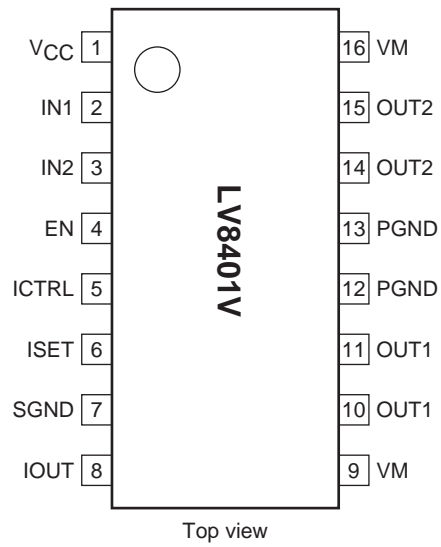 VCC 1 16 VM
IN1 2 15 OUT2
IN2 3 14 OUT2
EN 4 13 PGND
ICTRL 5 12 PGND
ISET 6 11 OUT1
SGND 7 10 OUT1
IOUT 8 9 VM
LV8401V
Top view